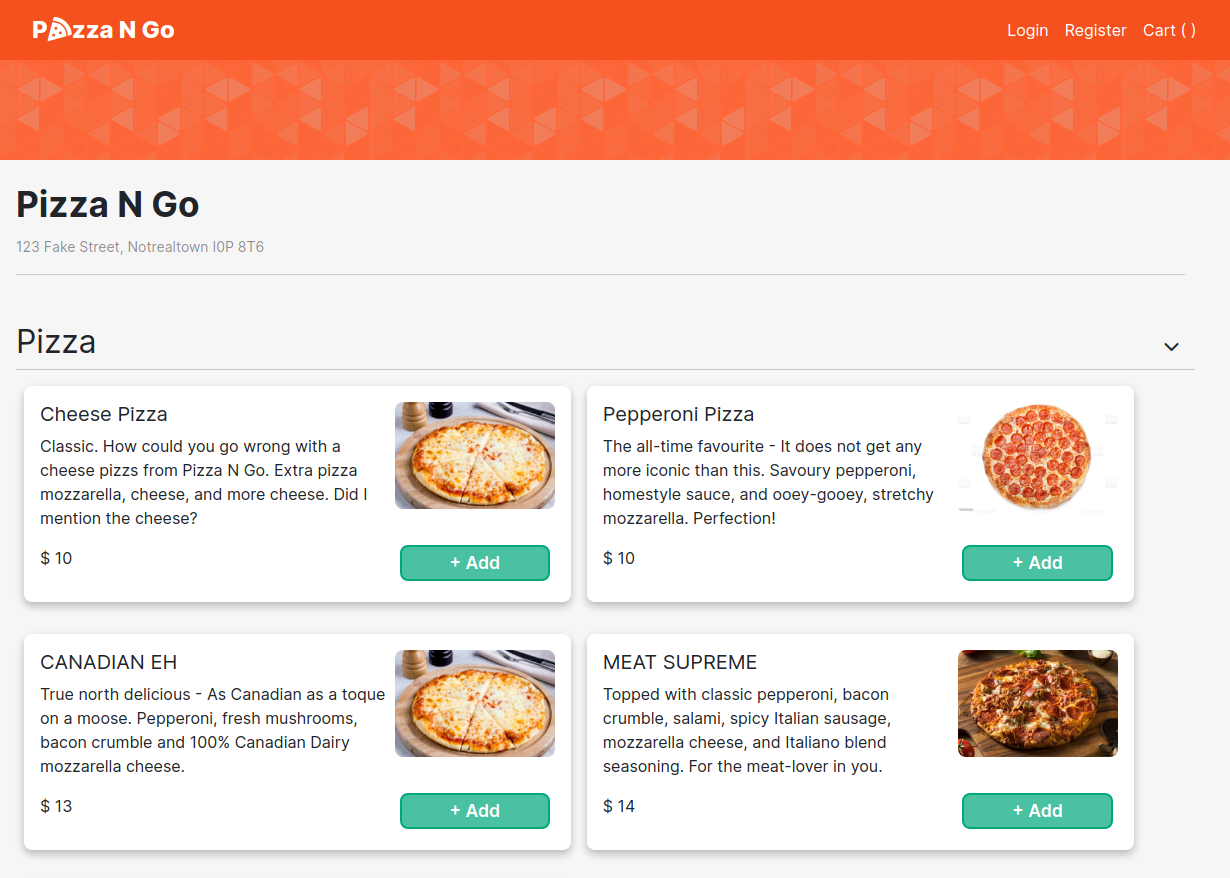 Pizza N Go
Login Register Cart ( )
Pizza N Go
123 Fake Street, Notrealtown I0P 8T6
Pizza
Cheese Pizza
Classic. How could you go wrong with a
cheese pizzs from Pizza N Go. Extra pizza
mozzarella, cheese, and more cheese. Did I
mention the cheese?
$ 10
+ Add
Pepperoni Pizza
The all-time favourite - It does not get any
more iconic than this. Savoury pepperoni,
homestyle sauce, and ooey-gooey, stretchy
mozzarella. Perfection!
$ 10
+ Add
CANADIAN EH
True north delicious - As Canadian as a toque
on a moose. Pepperoni, fresh mushrooms,
bacon crumble and 100% Canadian Dairy
mozzarella cheese.
$ 13
+ Add
MEAT SUPREME
Topped with classic pepperoni, bacon
crumble, salami, spicy Italian sausage,
mozzarella cheese, and Italiano blend
seasoning. For the meat-lover in you.
$ 14
+ Add